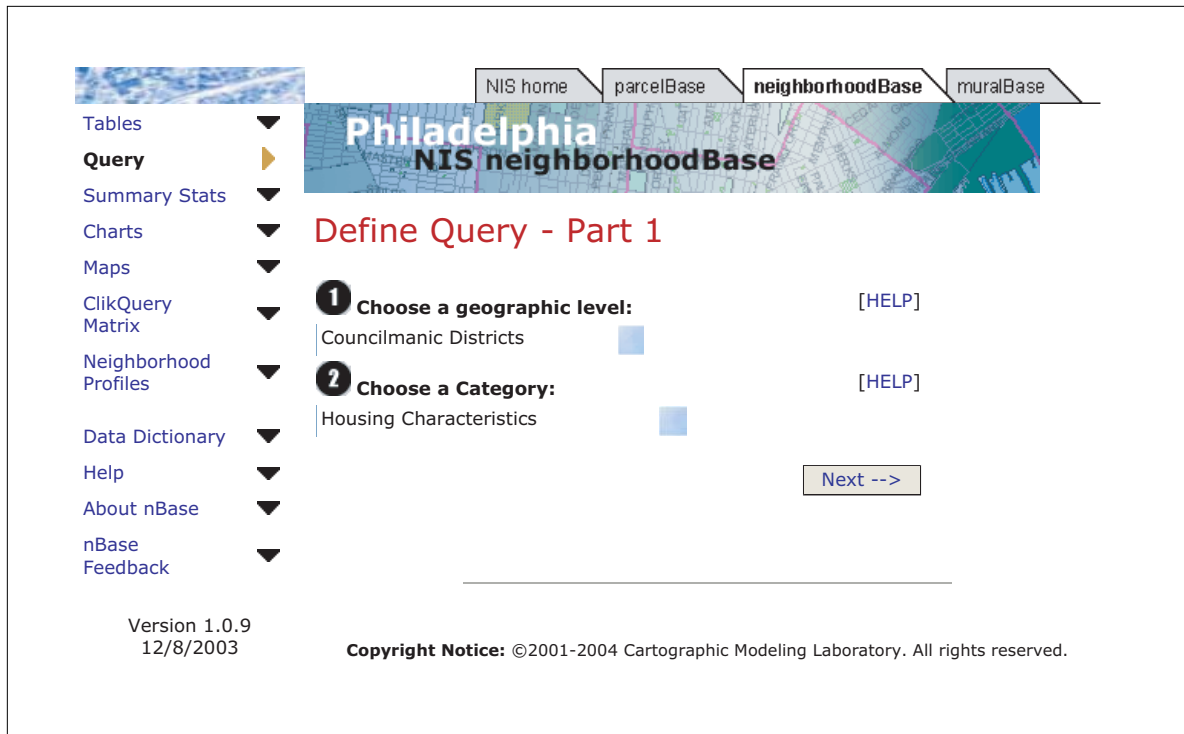 NIS home
parcelBase
neighborhoodBase
muralBase
Philadelphia
NIS neighborhoodBase
Tables
Query
Summary Stats
Charts
Maps
ClikQuery
Matrix
Neighborhood
Profiles
Data Dictionary
Help
About nBase
nBase
Feedback
Version 1.0.9
12/8/2003
Define Query - Part 1
1 Choose a geographic level: [HELP]
Councilmanic Districts
2 Choose a Category: [HELP]
Housing Characteristics
Next -->
Copyright Notice: ©2001-2004 Cartographic Modeling Laboratory. All rights reserved.